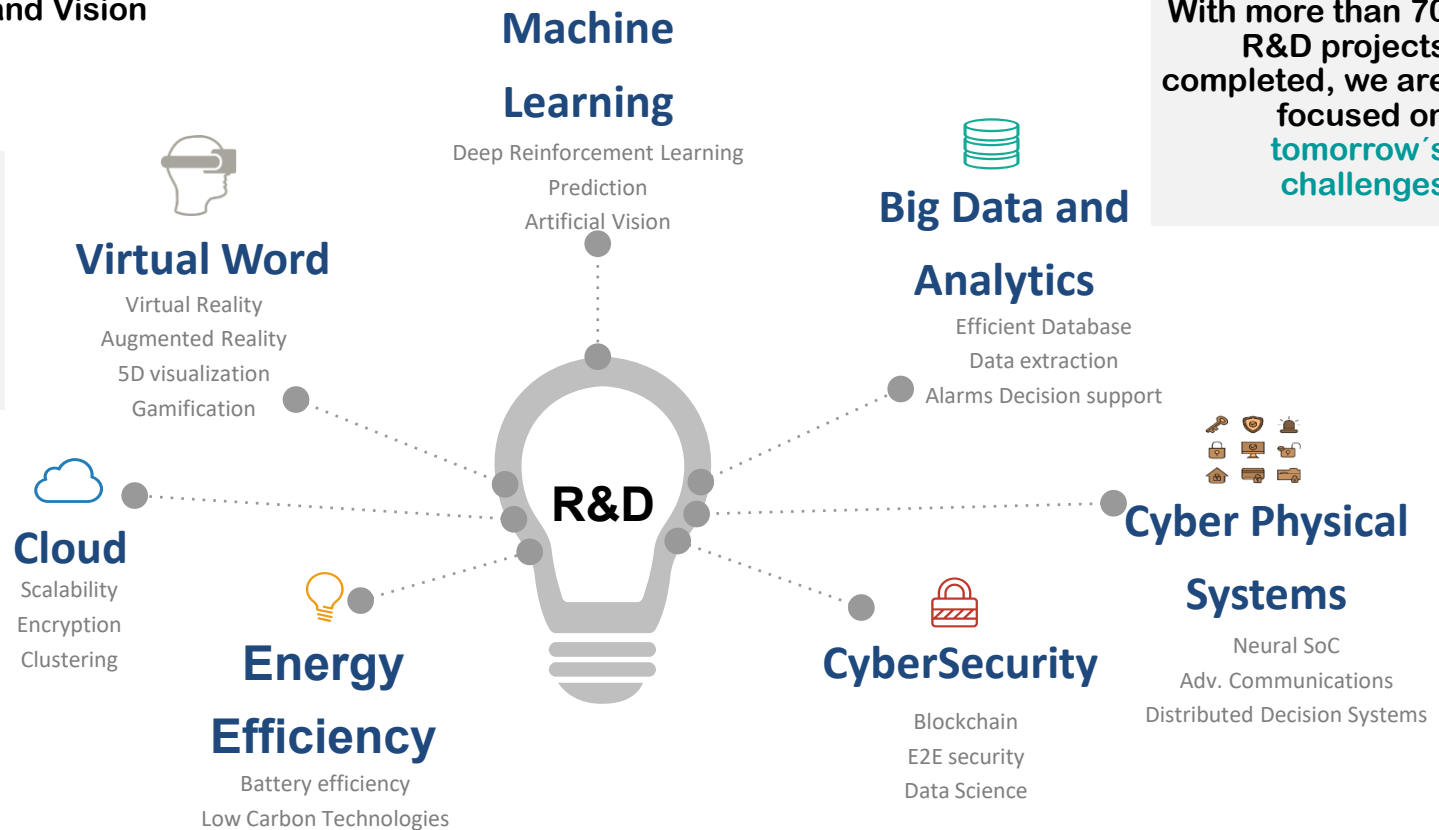 and Vision
With more than 70
R&D projects
completed, we are
focused on
tomorrow´s
challenges
Machine
Learning
Deep Reinforcement Learning
Prediction
Artificial Vision
Big Data and
Analytics
Efficient Database
Data extraction
Alarms Decision support
Virtual Word
Virtual Reality
Augmented Reality
5D visualization
Gamification
R&D
Cloud
Scalability
Encryption
Clustering
Cyber Physical
Systems
Neural SoC
Adv. Communications
Distributed Decision Systems
Energy
Efficiency
Battery efficiency
Low Carbon Technologies
CyberSecurity
Blockchain
E2E security
Data Science